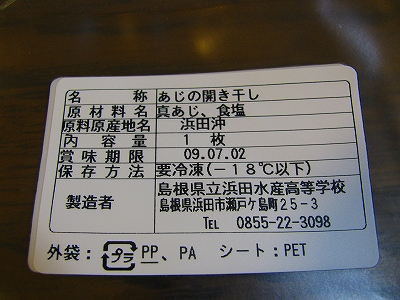 名称 あじの開き干し
原材料名 真あじ、食塩
原料原産地名 浜田沖
内容量 1 枚
賞味期限 09.07.02
保存方法 要冷凍(-18℃以下)
製造者 島根県立浜田水産高等学校
島根県浜田市瀬戸ケ島町25-3
TEL 0855-22-3098
外袋: プラ PP、PA シート:PET